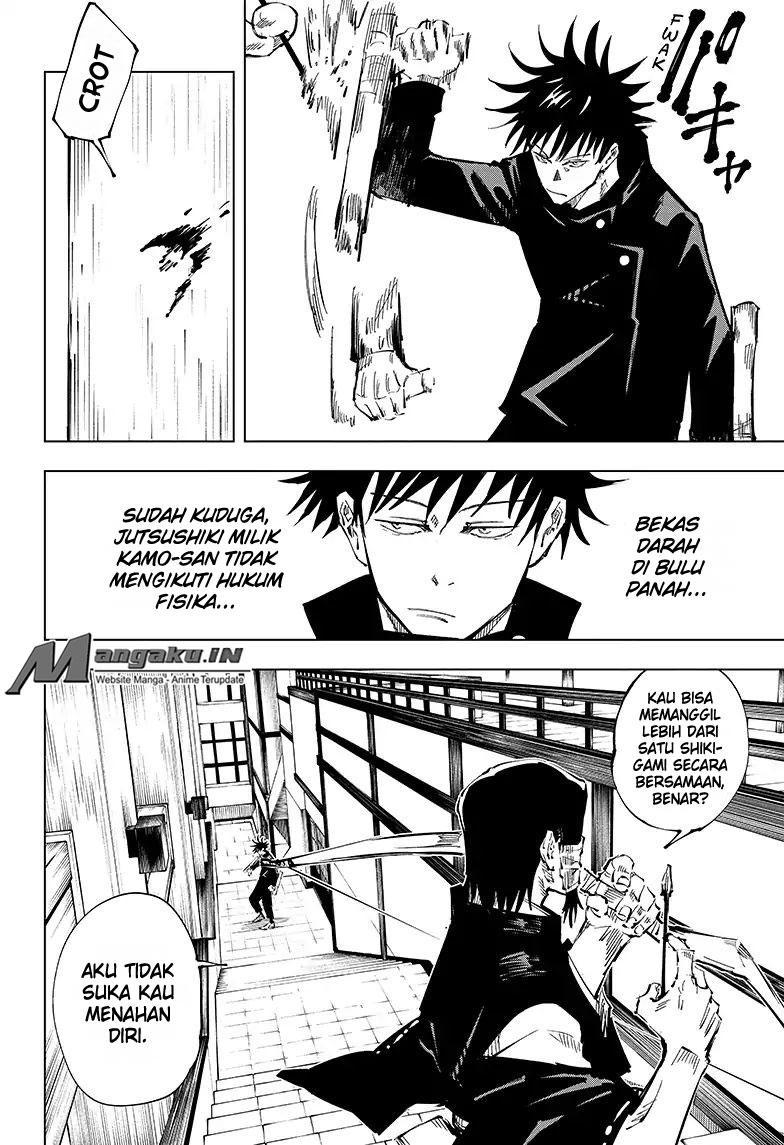 パキャ
FWAK
CROT
BEKAS
DARAH
DI BULU
PANAH...
SUDAH KUDUGA,
JUTSUSHIKI MILIK
KAMO-SAN TIDAK
MENGIKUTI HUKUM
FISIKA...
Mangaku.in
Website Manga - Anime Terupdate
KAU BISA
MEMANGGIL
LEBIH DARI
SATU SHIKI-
GAMI SECARA
BERSAMAAN,
BENAR?
AKU TIDAK
SUKA KAU
MENAHAN
DIRI.